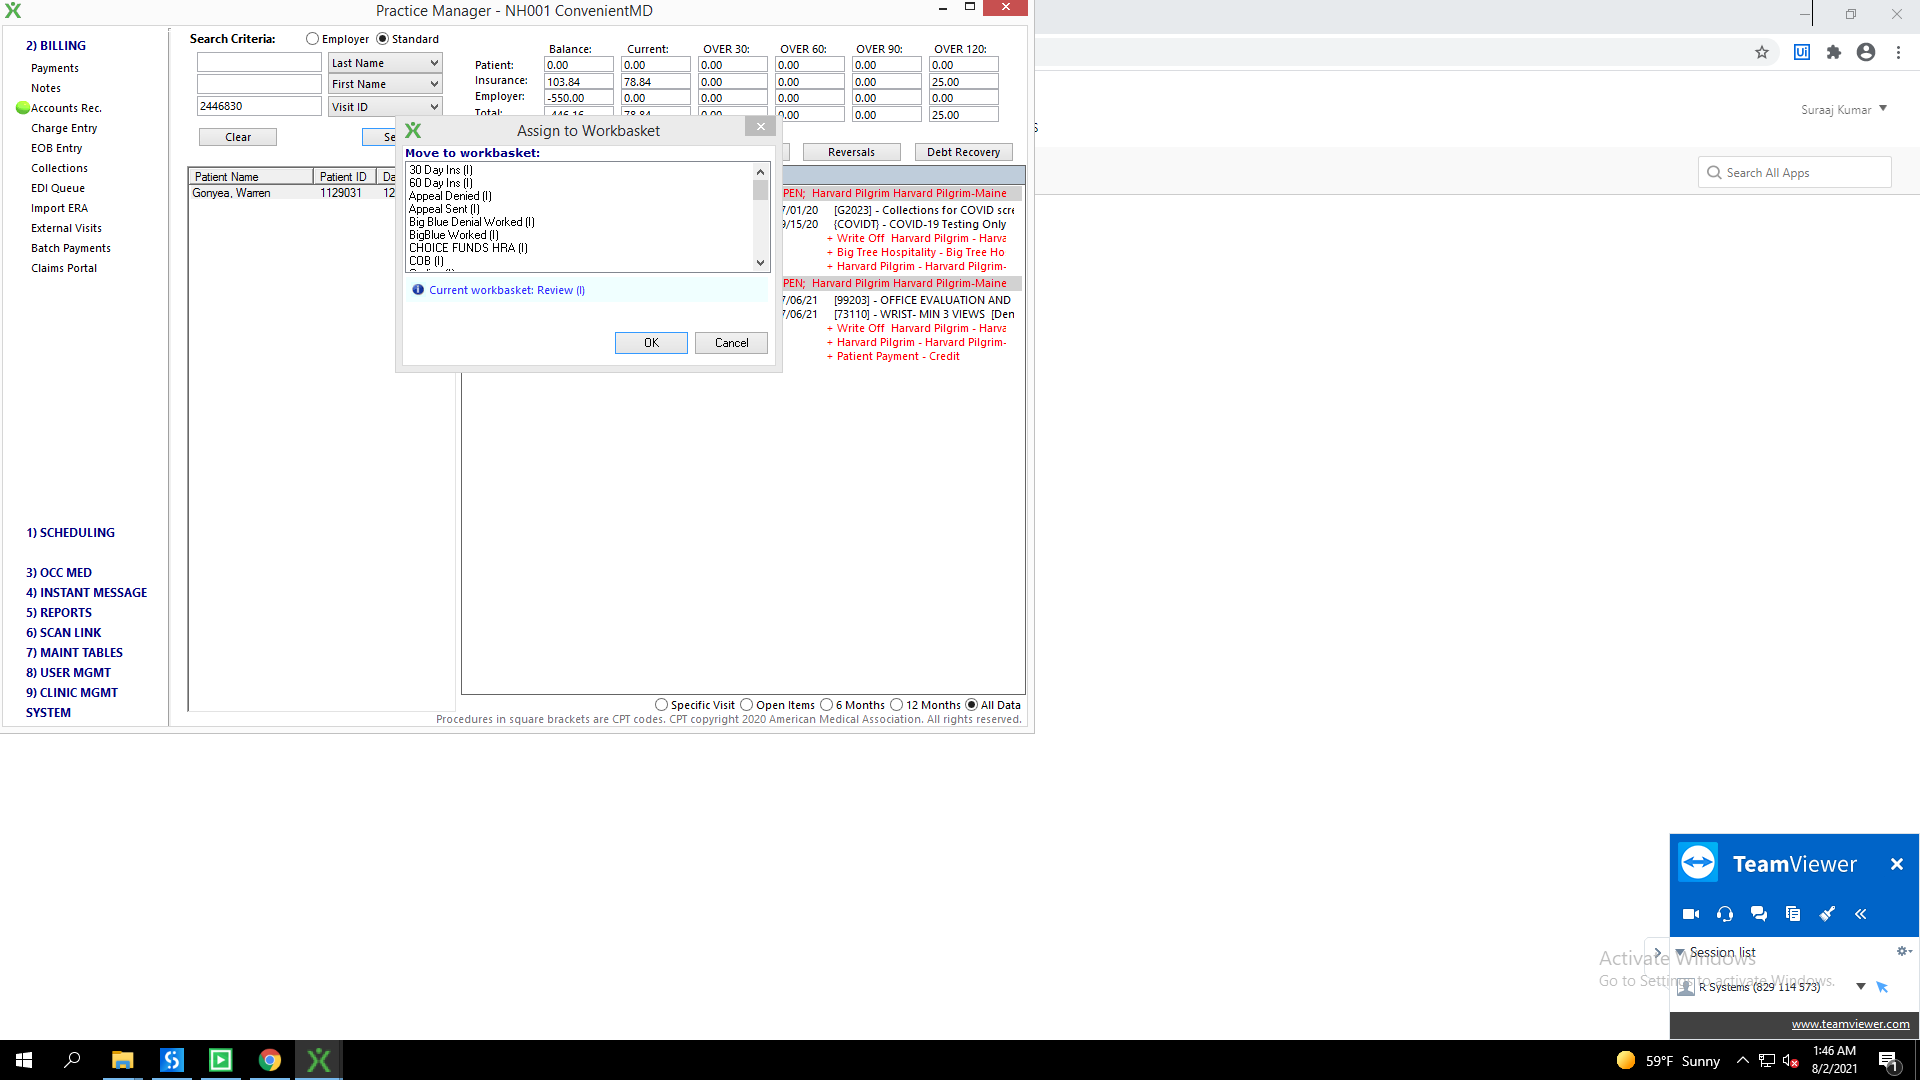 Practice Manager - NH001 ConvenientMD
2) BILLING
Payments
Notes
Accounts Rec.
Charge Entry
EOB Entry
Collections
EDI Queue
Import ERA
External Visits
Batch Payments
Claims Portal
1) SCHEDULING
3) OCC MED
4) INSTANT MESSAGE
5) REPORTS
6) SCAN LINK
7) MAINT TABLES
8) USER MGMT
9) CLINIC MGMT
SYSTEM
Search Criteria: Employer Standard
Last Name
First Name
2446830 Visit ID
Clear Se
Balance: Current: OVER 30: OVER 60: OVER 90: OVER 120:
Patient: 0.00 0.00 0.00 0.00 0.00 0.00
Insurance: 103.84 78.84 0.00 0.00 0.00 25.00
Employer: -550.00 0.00 0.00 0.00 0.00 0.00
Total: -446.16 78.84 0.00 0.00 0.00 25.00
Reversals Debt Recovery
Patient Name Patient ID Da
Gonyea, Warren 1129031 12
Assign to Workbasket
Move to workbasket:
30 Day Ins (I)
60 Day Ins (I)
Appeal Denied (I)
Appeal Sent (I)
Big Blue Denial Worked (I)
BigBlue Worked (I)
CHOICE FUNDS HRA (I)
COB (I)
Current workbasket: Review (I)
OK Cancel
PEN; Harvard Pilgrim Harvard Pilgrim-Maine
7/01/20 [G2023] - Collections for COVID scre
9/15/20 {COVIDT} - COVID-19 Testing Only
+ Write Off Harvard Pilgrim - Harva
+ Big Tree Hospitality - Big Tree Ho
+ Harvard Pilgrim - Harvard Pilgrim-
PEN; Harvard Pilgrim Harvard Pilgrim-Maine
7/06/21 [99203] - OFFICE EVALUATION AND
7/06/21 [73110] - WRIST- MIN 3 VIEWS [Den
+ Write Off Harvard Pilgrim - Harva
+ Harvard Pilgrim - Harvard Pilgrim-
+ Patient Payment - Credit
Specific Visit Open Items 6 Months 12 Months All Data
Procedures in square brackets are CPT codes. CPT copyright 2020 American Medical Association. All rights reserved.
Ui
Suraaj Kumar
s
Search All Apps
TeamViewer
Session list
R Systems (829 114 573)
www.teamviewer.com
Activate Windows
Go to Settings to activate Windows.
59°F Sunny
1:46 AM
8/2/2021
1